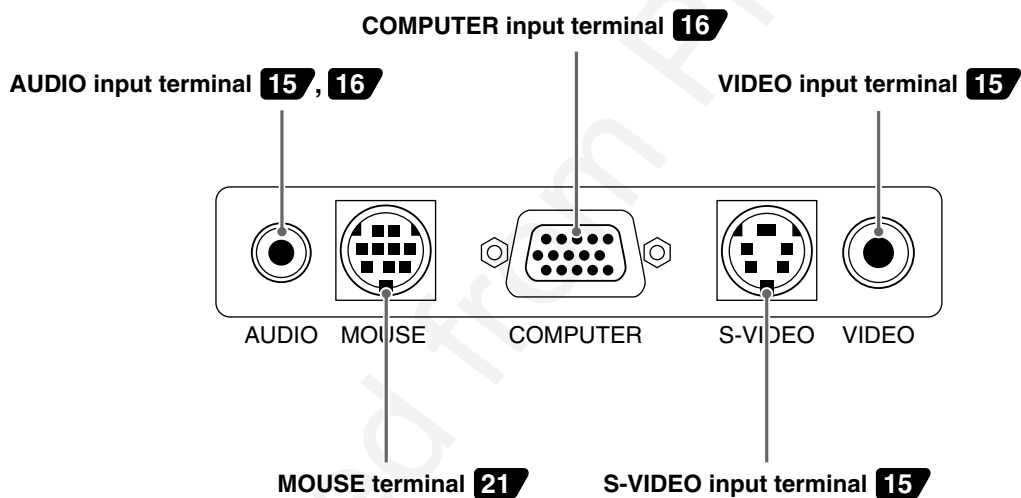 COMPUTER input terminal 16
AUDIO input terminal 15, 16
VIDEO input terminal 15
AUDIO MOUSE COMPUTER S-VIDEO VIDEO
MOUSE terminal 21
S-VIDEO input terminal 15